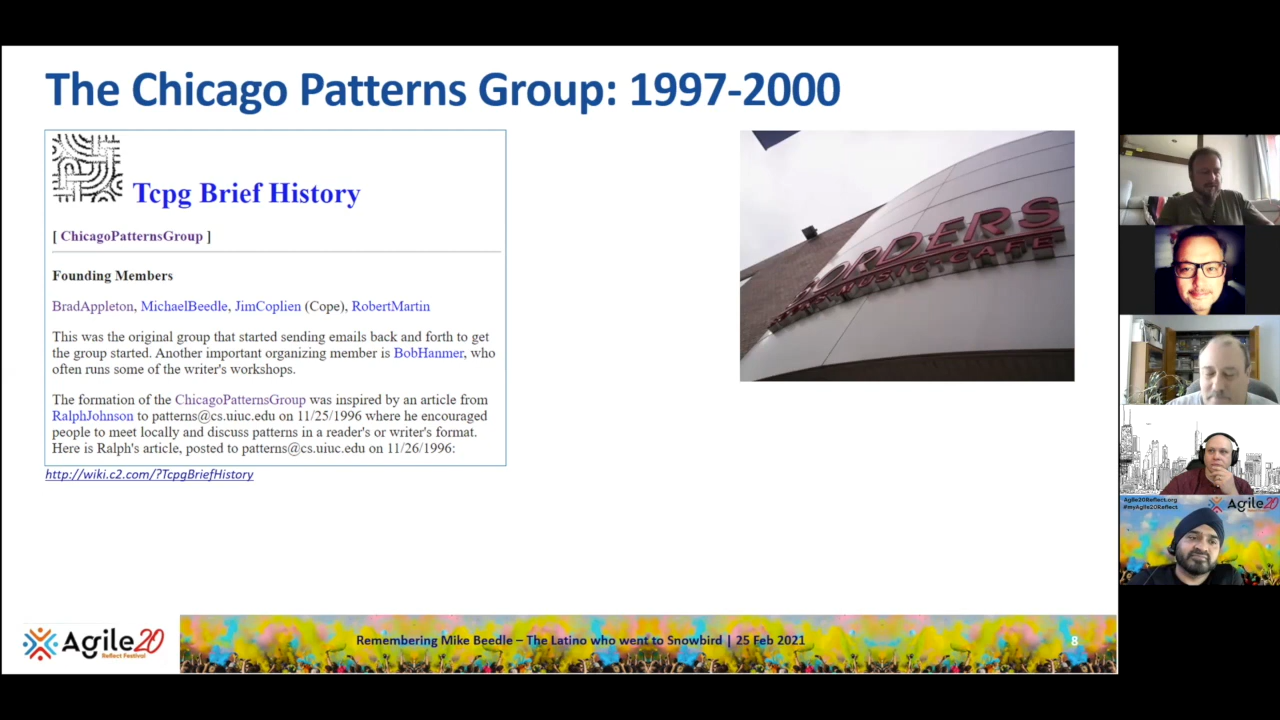 The Chicago Patterns Group: 1997-2000
Tcpg Brief History
[ ChicagoPatternsGroup ]
Founding Members
BradAppleton, MichaelBeedle, JimCoplien (Cope), RobertMartin
This was the original group that started sending emails back and forth to get
the group started. Another important organizing member is BobHanmer, who
often runs some of the writer's workshops.
The formation of the ChicagoPatternsGroup was inspired by an article from
RalphJohnson to patterns@cs.uiuc.edu on 11/25/1996 where he encouraged
people to meet locally and discuss patterns in a reader's or writer's format.
Here is Ralph's article, posted to patterns@cs.uiuc.edu on 11/26/1996:
http://wiki.c2.com/?TcpgBriefHistory
BORDERS
MUSIC·CAFE
Agile20Reflect.org
#myAgile20Reflect
Agile20
Agile20
Reflect Festival
Remembering Mike Beedle – The Latino who went to Snowbird | 25 Feb 2021
8